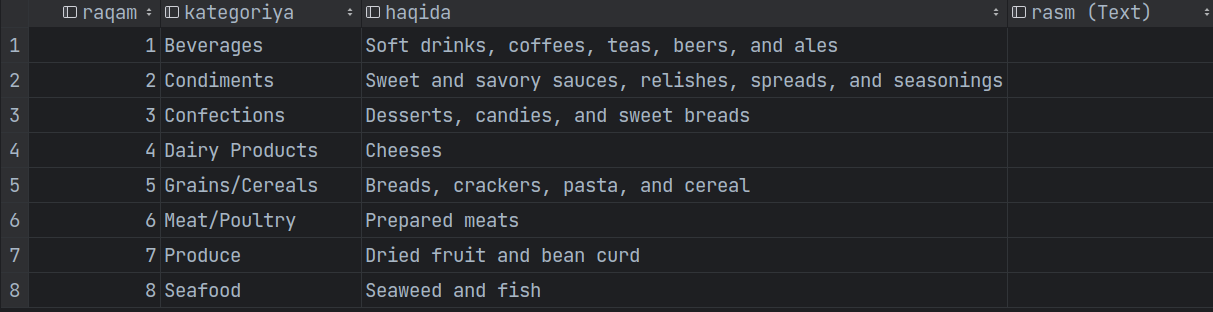 raqam kategoriya haqida rasm (Text)
1 1 Beverages Soft drinks, coffees, teas, beers, and ales
2 2 Condiments Sweet and savory sauces, relishes, spreads, and seasonings
3 3 Confections Desserts, candies, and sweet breads
4 4 Dairy Products Cheeses
5 5 Grains/Cereals Breads, crackers, pasta, and cereal
6 6 Meat/Poultry Prepared meats
7 7 Produce Dried fruit and bean curd
8 8 Seafood Seaweed and fish